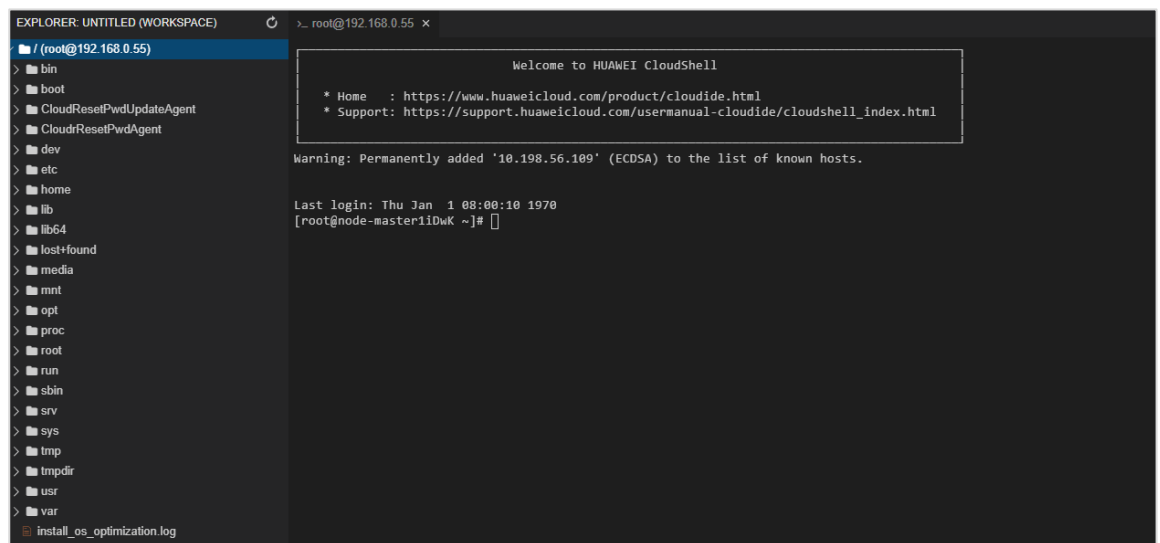 EXPLORER: UNTITLED (WORKSPACE)
/ (root@192.168.0.55)
bin
boot
CloudResetPwdUpdateAgent
CloudrResetPwdAgent
dev
etc
home
lib
lib64
lost+found
media
mnt
opt
proc
root
run
sbin
srv
sys
tmp
tmpdir
usr
var
install_os_optimization.log
>_ root@192.168.0.55 ×
Welcome to HUAWEI CloudShell
* Home : https://www.huaweicloud.com/product/cloudide.html
* Support: https://support.huaweicloud.com/usermanual-cloudide/cloudshell_index.html
Warning: Permanently added '10.198.56.109' (ECDSA) to the list of known hosts.
Last login: Thu Jan 1 08:00:10 1970
[root@node-master1iDwK ~]#